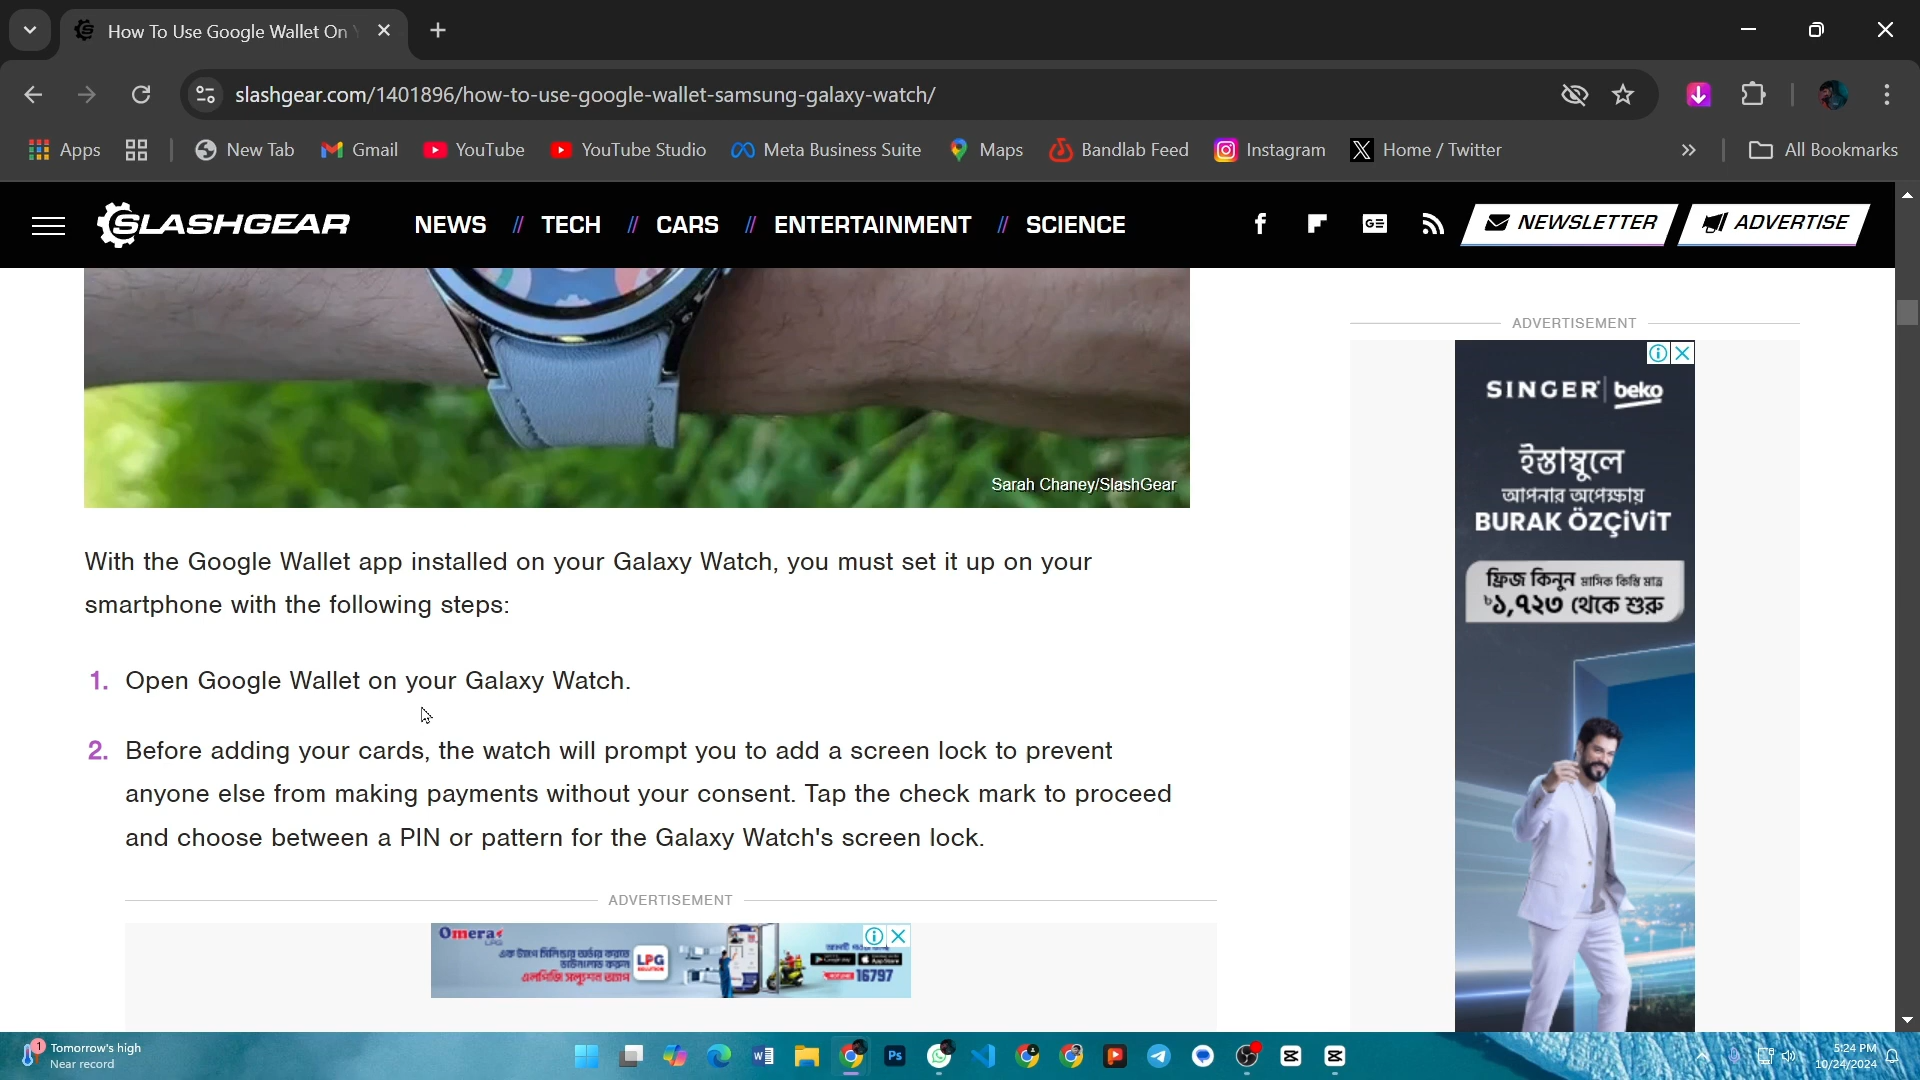 How To Use Google Wallet On
slashgear.com/1401896/how-to-use-google-wallet-samsung-galaxy-watch/
Apps
New Tab
Gmail
YouTube
YouTube Studio
Meta Business Suite
Maps
Bandlab Feed
Instagram
Home / Twitter
All Bookmarks
SLASHGEAR
NEWS // TECH // CARS // ENTERTAINMENT // SCIENCE
NEWSLETTER
ADVERTISE
Sarah Chaney/SlashGear
With the Google Wallet app installed on your Galaxy Watch, you must set it up on your
smartphone with the following steps:
1. Open Google Wallet on your Galaxy Watch.
2. Before adding your cards, the watch will prompt you to add a screen lock to prevent
anyone else from making payments without your consent. Tap the check mark to proceed
and choose between a PIN or pattern for the Galaxy Watch's screen lock.
ADVERTISEMENT
Omera
LPG
16797
ADVERTISEMENT
SINGER | beko
ইস্তাম্বুলে
আপনার অপেক্ষায়
BURAK ÖZÇİVİT
ফ্রিজ কিনুন মাসিক কিস্তি মাত্র
৳১,৭২৩ থেকে শুরু
1
Tomorrow's high
Near record
5:24 PM
10/24/2024